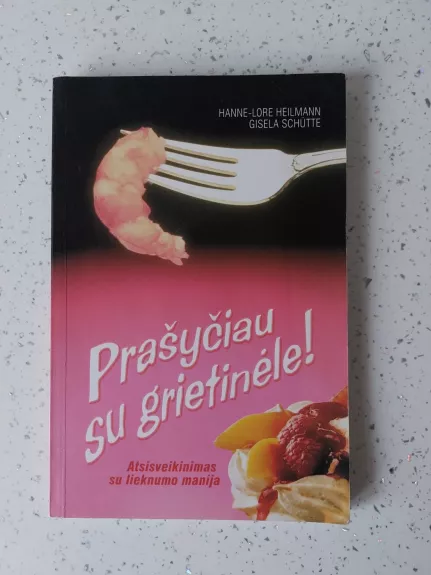 HANNE-LORE HEILMANN
GISELA SCHÜTTE
Prašyčiau
su grietinėle!
Atsisveikinimas
su lieknumo manija